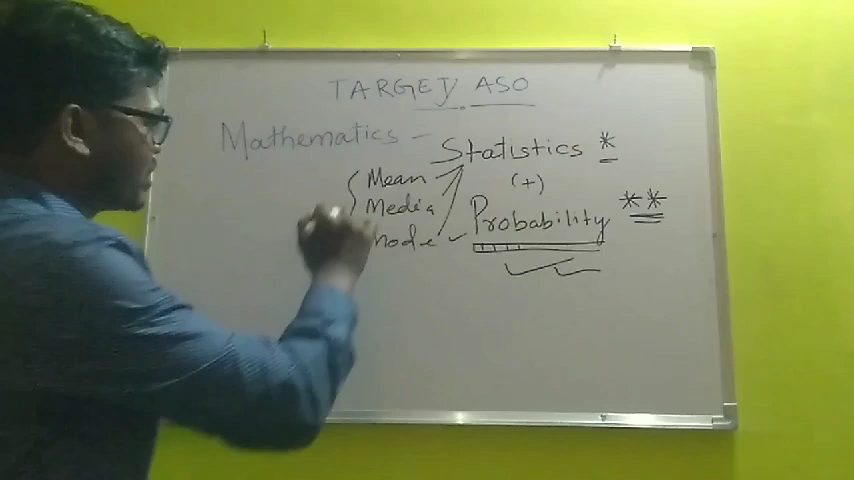 TARGET ASO
Mathematics - Statistics *
(+)
Mean
Media
Mode
Probability **